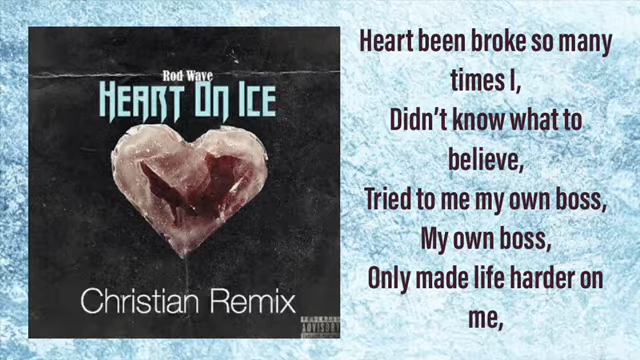 Rod Wave
HEART ON ICE
Christian Remix
ADVISORY
Heart been broke so many
times I,
Didn't know what to
believe,
Tried to me my own boss,
My own boss,
Only made life harder on
me,